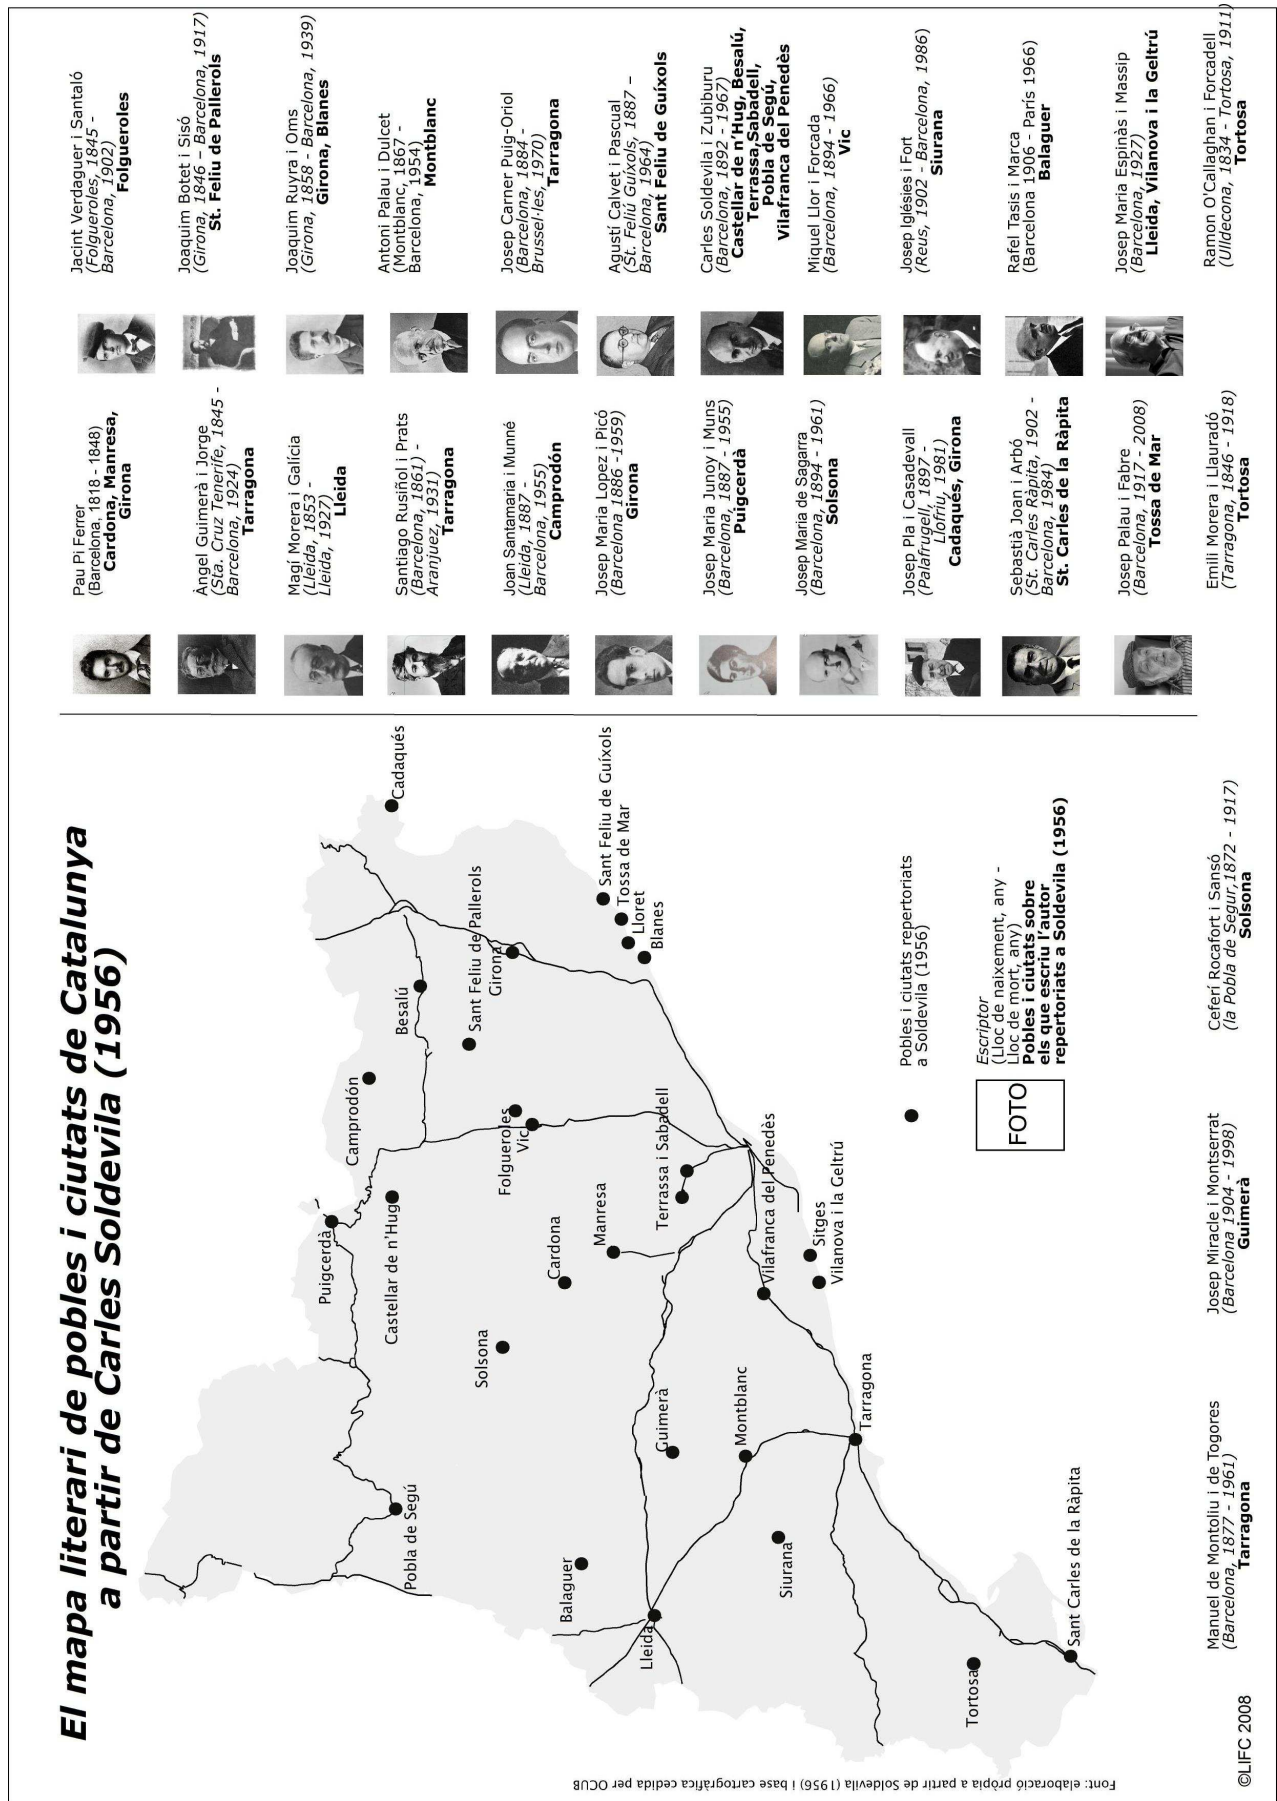 El mapa literari de pobles i ciutats de Catalunya
a partir de Carles Soldevila (1956)
Cadaqués
Puigcerdà
Camprodón
Besalú
Pobla de Segú
Castellar de n'Hug
Sant Feliu de Pallerols
Solsona
Folgueroles
Vic
Girona
Cardona
Balaguer
Manresa
Sant Feliu de Guíxols
Tossa de Mar
Lloret
Blanes
Lleida
Guimerà
Terrassa i Sabadell
Montblanc
Vilafranca del Penedès
Siurana
Sitges
Vilanova i la Geltrú
Tarragona
Tortosa
Sant Carles de la Ràpita
Pobles i ciutats repertoriats
a Soldevila (1956)
FOTO
Escriptor
(Lloc de naixement, any -
Lloc de mort, any)
Pobles i ciutats sobre
els que escriu l'autor
repertoriats a Soldevila (1956)
Pau Pi Ferrer
(Barcelona, 1818 - 1848)
Cardona, Manresa,
Girona
Àngel Guimerà i Jorge
(Sta. Cruz Tenerife, 1845 -
Barcelona, 1924)
Tarragona
Magí Morera i Galícia
(Lleida, 1853 -
Lleida, 1927)
Lleida
Santiago Rusiñol i Prats
(Barcelona, 1861) -
Aranjuez, 1931)
Tarragona
Joan Santamaria i Munné
(Lleida, 1887 -
Barcelona, 1955)
Camprodón
Josep Maria Lopez i Picó
(Barcelona 1886 -1959)
Girona
Josep Maria Junoy i Muns
(Barcelona, 1887 - 1955)
Puigcerdà
Josep Maria de Sagarra
(Barcelona, 1894 - 1961)
Solsona
Josep Pla i Casadevall
(Palafrugell, 1897 -
Llofriu, 1981)
Cadaqués, Girona
Sebastià Joan i Arbó
(St. Carles Ràpita, 1902 -
Barcelona, 1984)
St. Carles de la Ràpita
Josep Palau i Fabre
(Barcelona, 1917 - 2008)
Tossa de Mar
Emili Morera i Llauradó
(Tarragona, 1846 - 1918)
Tortosa
Jacint Verdaguer i Santaló
(Folgueroles, 1845 -
Barcelona, 1902)
Folgueroles
Joaquim Botet i Sisó
(Girona, 1846 – Barcelona, 1917)
St. Feliu de Pallerols
Joaquim Ruyra i Oms
(Girona, 1858 - Barcelona, 1939)
Girona, Blanes
Antoni Palau i Dulcet
(Montblanc, 1867 -
Barcelona, 1954)
Montblanc
Josep Carner Puig-Oriol
(Barcelona, 1884 -
Brussel·les, 1970)
Tarragona
Agustí Calvet i Pascual
(St. Feliú Guíxols, 1887 –
Barcelona, 1964)
Sant Feliu de Guíxols
Carles Soldevila i Zubiburu
(Barcelona, 1892 - 1967)
Castellar de n'Hug, Besalú,
Terrassa,Sabadell,
Pobla de Segú,
Vilafranca del Penedès
Miquel Llor i Forcada
(Barcelona, 1894 - 1966)
Vic
Josep Iglésies i Fort
(Reus, 1902 - Barcelona, 1986)
Siurana
Rafel Tasis i Marca
(Barcelona 1906 - París 1966)
Balaguer
Josep Maria Espinàs i Massip
(Barcelona, 1927)
Lleida, Vilanova i la Geltrú
Ramon O'Callaghan i Forcadell
(Ulldecona, 1834 - Tortosa, 1911)
Tortosa
Manuel de Montoliu i de Togores
(Barcelona, 1877 - 1961)
Tarragona
Josep Miracle i Montserrat
(Barcelona 1904 - 1998)
Guimerà
Ceferí Rocafort i Sansó
(la Pobla de Segur,1872 - 1917)
Solsona
Font: elaboració pròpia a partir de Soldevila (1956) i base cartogràfica cedida per OCUB
©LIFC 2008